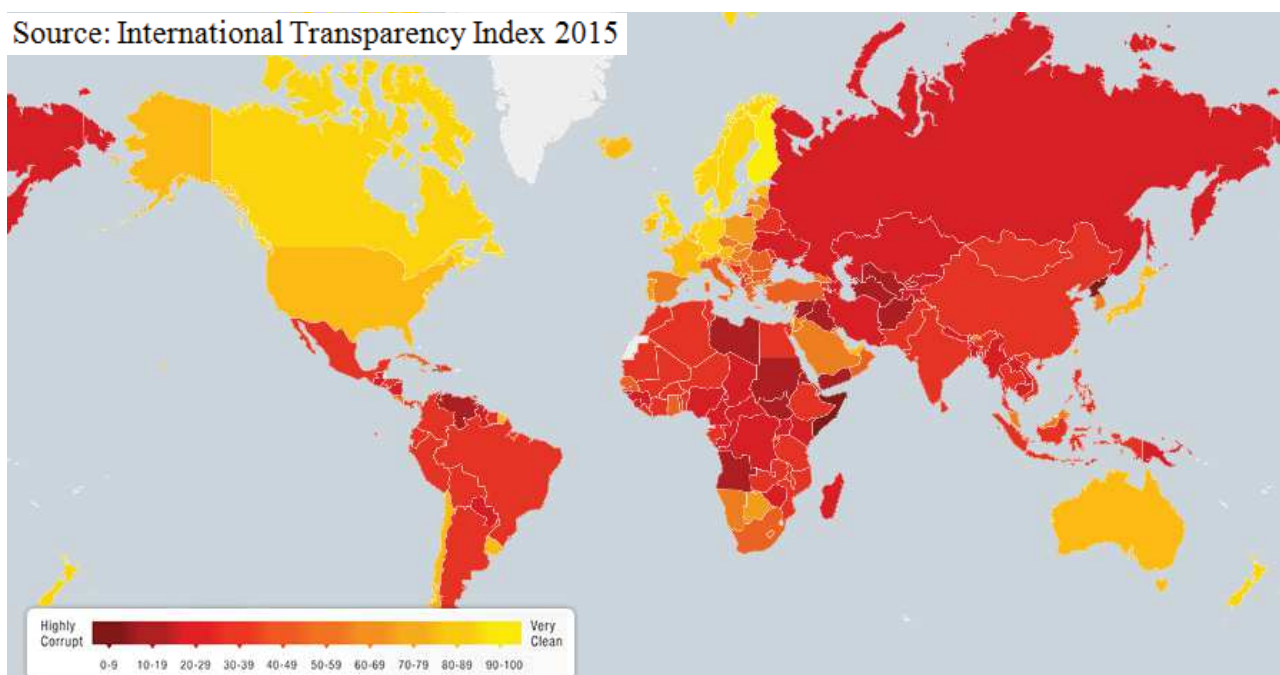 Source: International Transparency Index 2015
Highly Corrupt
Very Clean
0-9 10-19 20-29 30-39 40-49 50-59 60-69 70-79 80-89 90-100